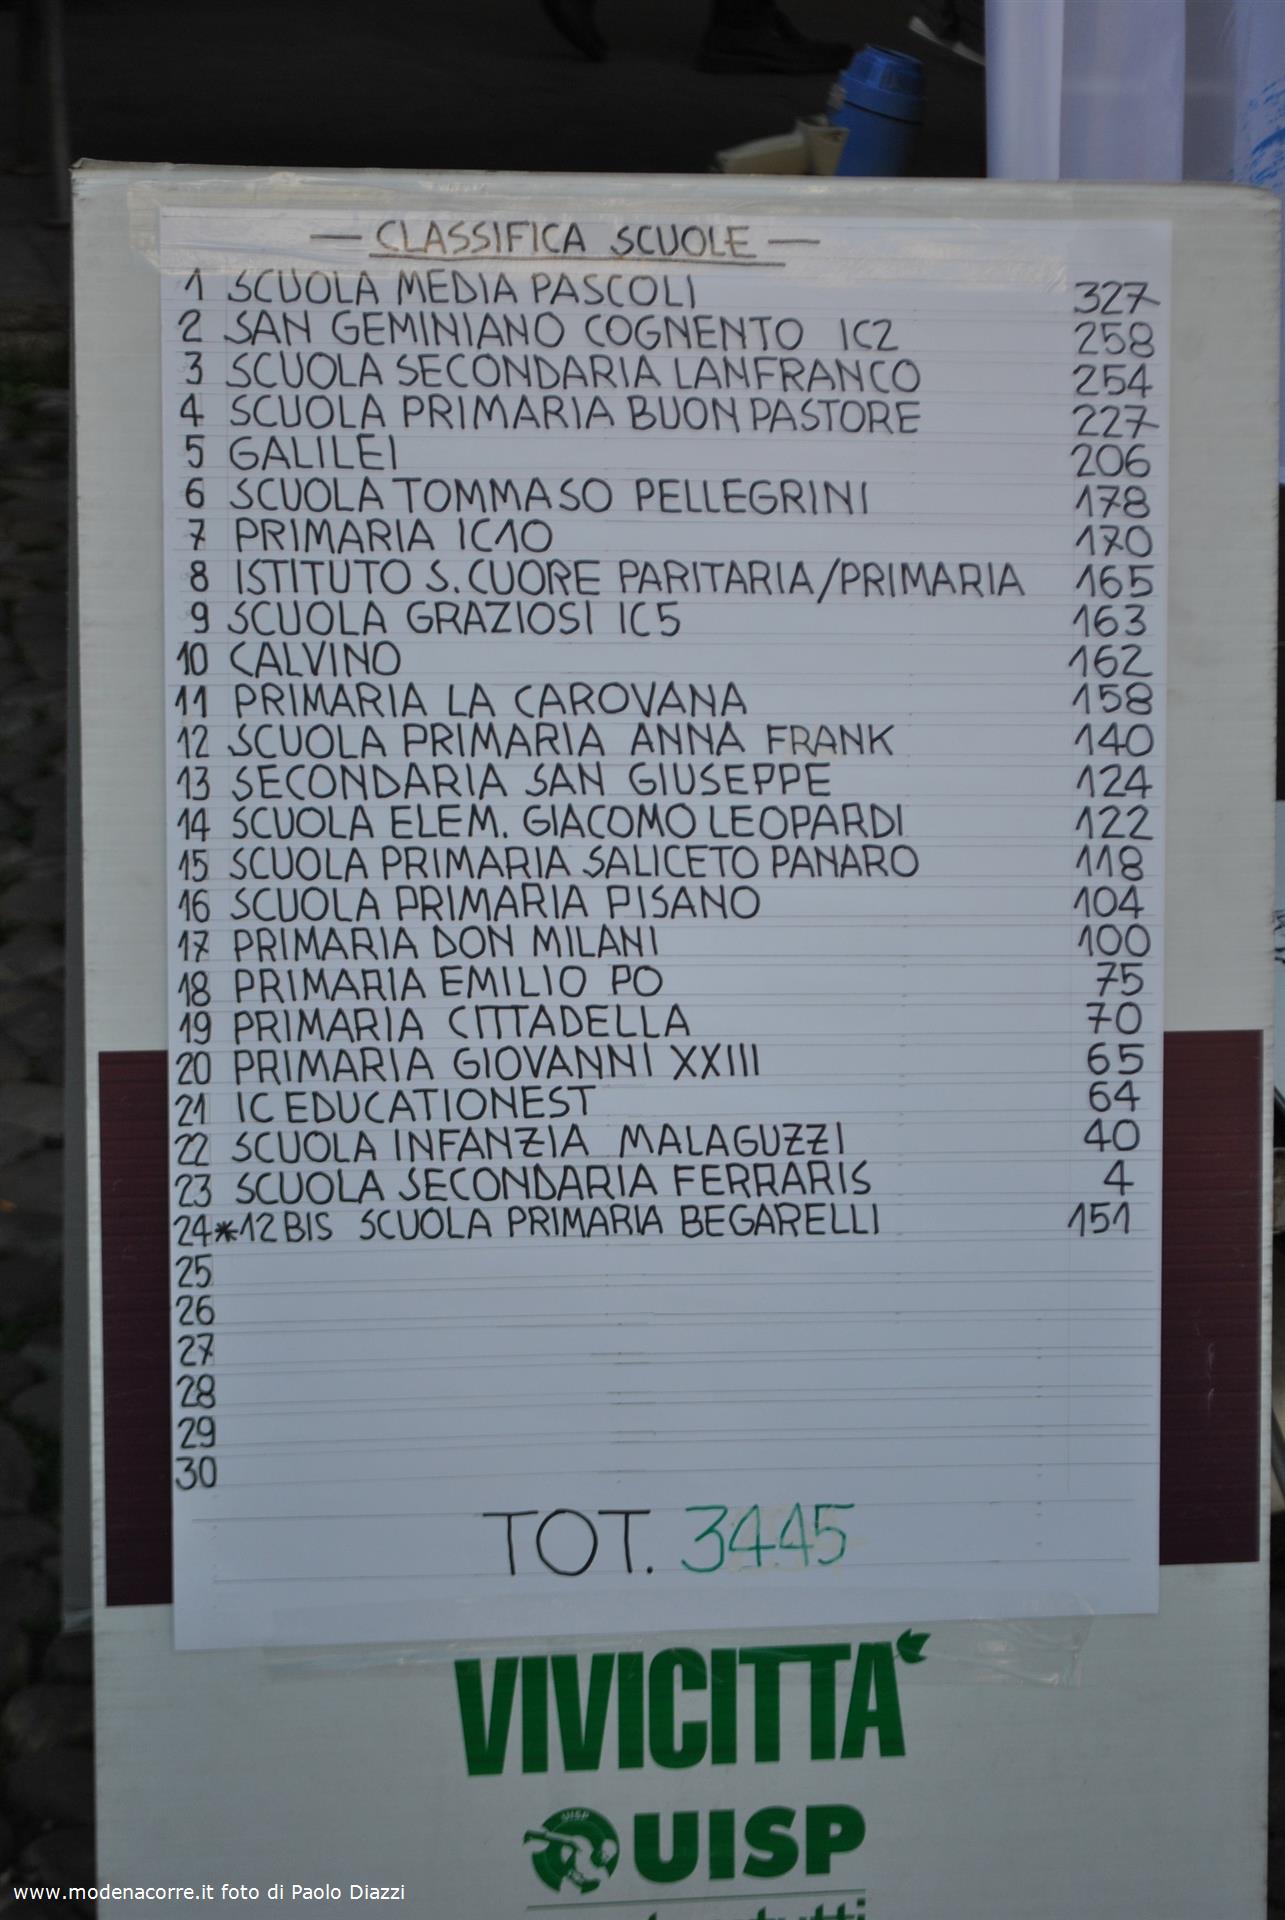 — CLASSIFICA SCUOLE —
1 SCUOLA MEDIA PASCOLI 327
2 SAN GEMINIANO COGNENTO IC2 258
3 SCUOLA SECONDARIA LANFRANCO 254
4 SCUOLA PRIMARIA BUON PASTORE 227
5 GALILEI 206
6 SCUOLA TOMMASO PELLEGRINI 178
7 PRIMARIA IC10 170
8 ISTITUTO S. CUORE PARITARIA/PRIMARIA 165
9 SCUOLA GRAZIOSI IC5 163
10 CALVINO 162
11 PRIMARIA LA CAROVANA 158
12 SCUOLA PRIMARIA ANNA FRANK 140
13 SECONDARIA SAN GIUSEPPE 124
14 SCUOLA ELEM. GIACOMO LEOPARDI 122
15 SCUOLA PRIMARIA SALICETO PANARO 118
16 SCUOLA PRIMARIA PISANO 104
17 PRIMARIA DON MILANI 100
18 PRIMARIA EMILIO PO 75
19 PRIMARIA CITTADELLA 70
20 PRIMARIA GIOVANNI XXIII 65
21 IC EDUCATIONEST 64
22 SCUOLA INFANZIA MALAGUZZI 40
23 SCUOLA SECONDARIA FERRARIS 4
24*12 BIS SCUOLA PRIMARIA BEGARELLI 151
25
26
27
28
29
30
TOT. 3445
VIVICITTÀ
UISP
UISP
www.modenacorre.it foto di Paolo Diazzi